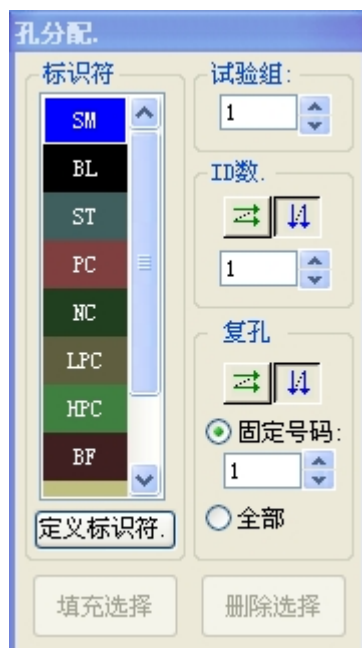 孔分配.
标识符
SM
BL
ST
PC
NC
LPC
HPC
BF
定义标识符.
试验组:
1
ID数.
1
复孔
固定号码:
1
全部
填充选择
删除选择